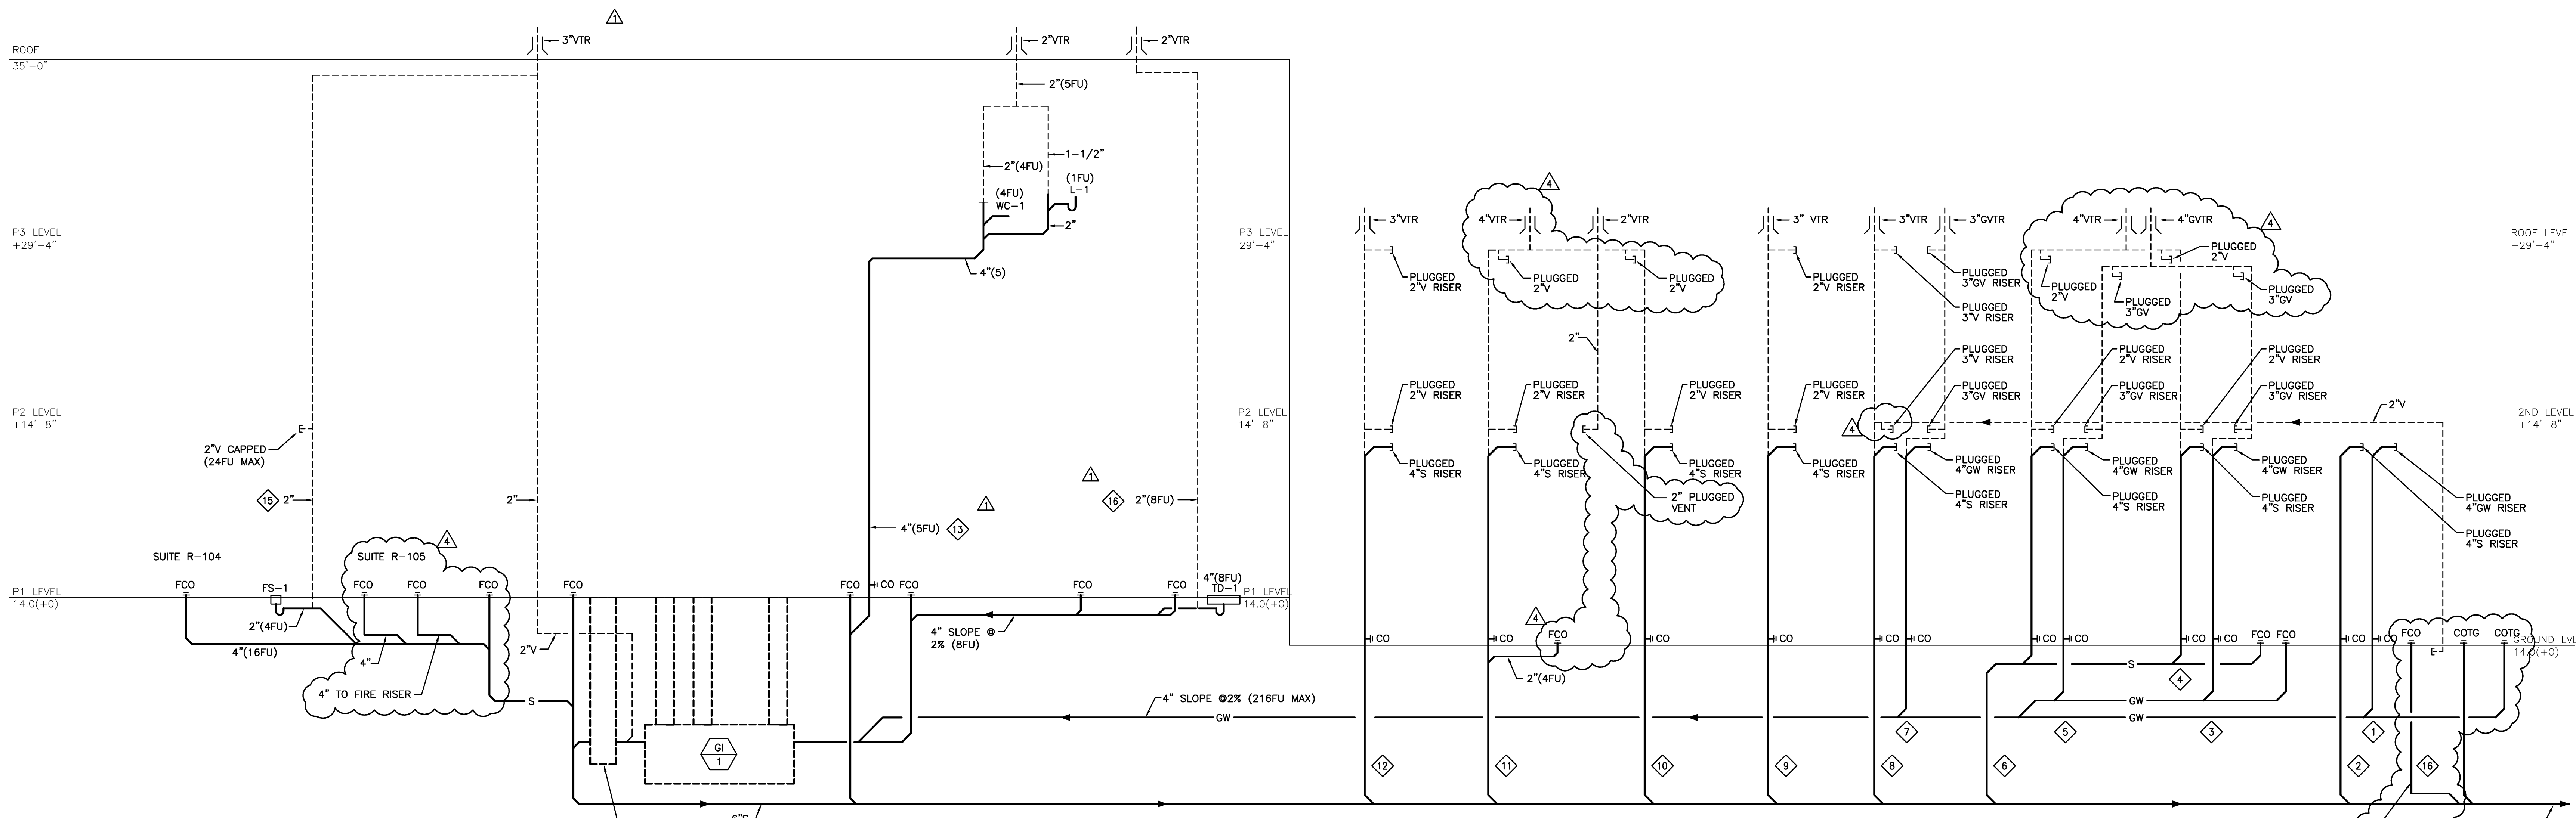 1
3"VTR
2"VTR
2"VTR
ROOF
35'-0"
2"(5FU)
1-1/2"
2"(4FU)
(1FU)
L-1
(4FU)
WC-1
2"
4"(5)
P3 LEVEL
+29'-4"
P3 LEVEL
29'-4"
3"VTR
4"VTR
4
2"VTR
3" VTR
3"VTR
3"GVTR
4"VTR
4"GVTR
4
ROOF LEVEL
+29'-4"
PLUGGED
2"V RISER
PLUGGED
2"V
PLUGGED
2"V
PLUGGED
2"V RISER
PLUGGED
3"GV RISER
PLUGGED
3"V RISER
PLUGGED
2"V
PLUGGED
2"V
PLUGGED
3"GV
PLUGGED
3"GV
2"
PLUGGED
2"V RISER
PLUGGED
2"V RISER
PLUGGED
2"V RISER
PLUGGED
2"V RISER
PLUGGED
3"V RISER
PLUGGED
3"GV RISER
PLUGGED
2"V RISER
PLUGGED
3"GV RISER
PLUGGED
2"V RISER
PLUGGED
3"GV RISER
2"V
P2 LEVEL
+14'-8"
P2 LEVEL
14'-8"
4
2ND LEVEL
+14'-8"
2"V CAPPED
(24FU MAX)
PLUGGED
4"S RISER
PLUGGED
4"S RISER
PLUGGED
4"S RISER
PLUGGED
4"S RISER
PLUGGED
4"GW RISER
PLUGGED
4"S RISER
PLUGGED
4"GW RISER
PLUGGED
4"S RISER
PLUGGED
4"GW RISER
PLUGGED
4"S RISER
PLUGGED
4"GW RISER
PLUGGED
4"S RISER
2" PLUGGED
VENT
15
2"
2"
1
1
16
2"(8FU)
4"(5FU)
13
SUITE R-104
SUITE R-105
4
FCO
FS-1
FCO
FCO
FCO
FCO
FCO
CO
FCO
FCO
FCO
4"(8FU)
TD-1
P1 LEVEL
14.0(+0)
P1 LEVEL
14.0(+0)
2"(4FU)
4"(16FU)
4"
4" TO FIRE RISER
S
2"V
4" SLOPE @
2% (8FU)
4
FCO
2"(4FU)
CO
CO
CO
CO
CO
CO
CO
CO
CO
CO
FCO
FCO
CO
CO
FCO
COTG
COTG
GROUND LVL
14.0(+0)
S
4
GW
GW
4" SLOPE @2% (216FU MAX)
GW
GI
1
12
11
10
9
8
7
6
5
3
2
1
16
6"S